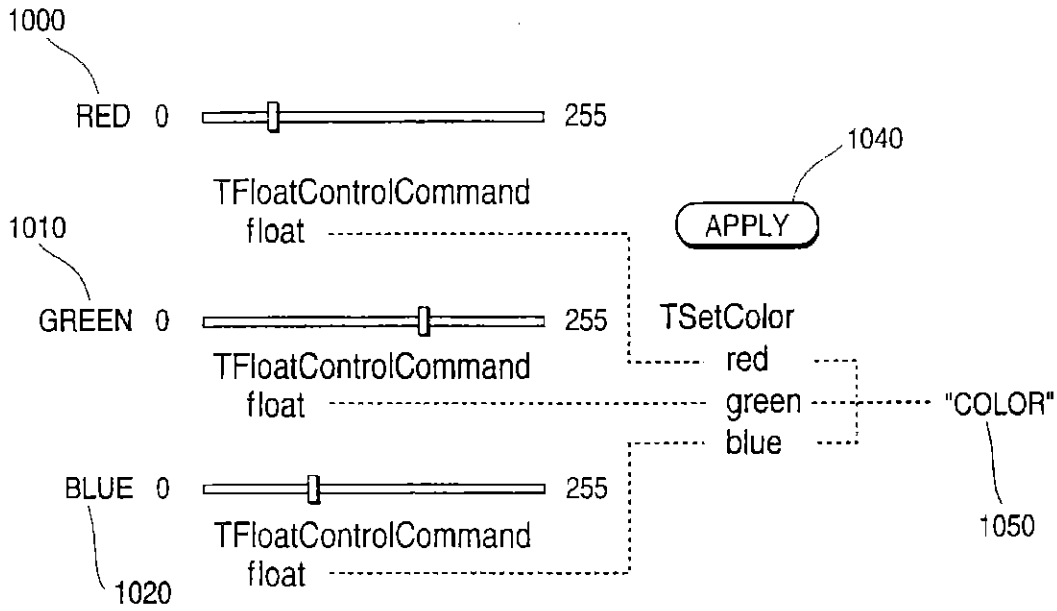 1000
RED 0 255
1040
TFloatControlCommand
float
APPLY
1010
GREEN 0 255
TSetColor
TFloatControlCommand
red
float
green
"COLOR"
blue
BLUE 0 255
1050
TFloatControlCommand
float
1020